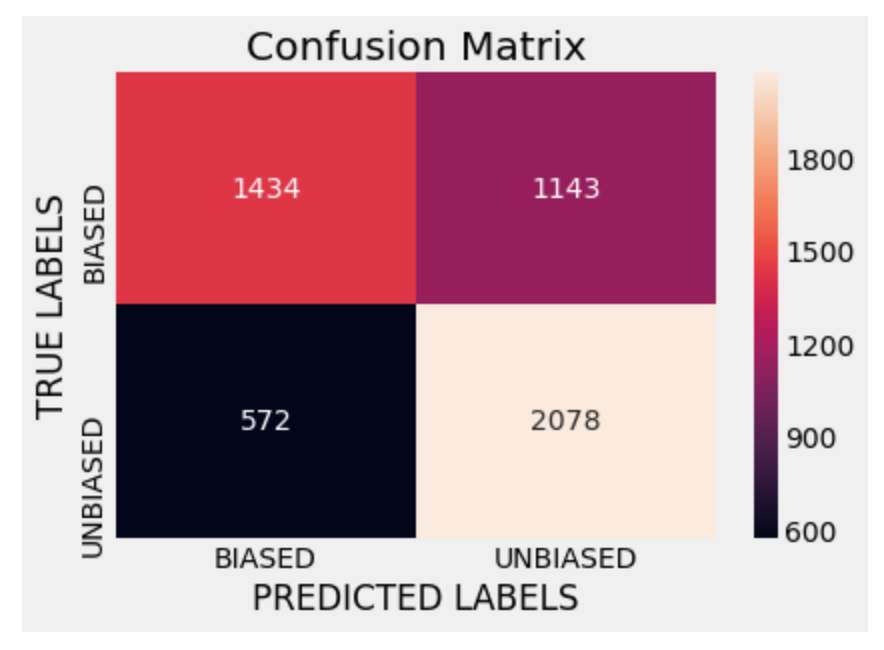 Confusion Matrix
TRUE LABELS
BIASED
UNBIASED
1434 1143
572 2078
BIASED UNBIASED
PREDICTED LABELS
1800
1500
1200
900
600